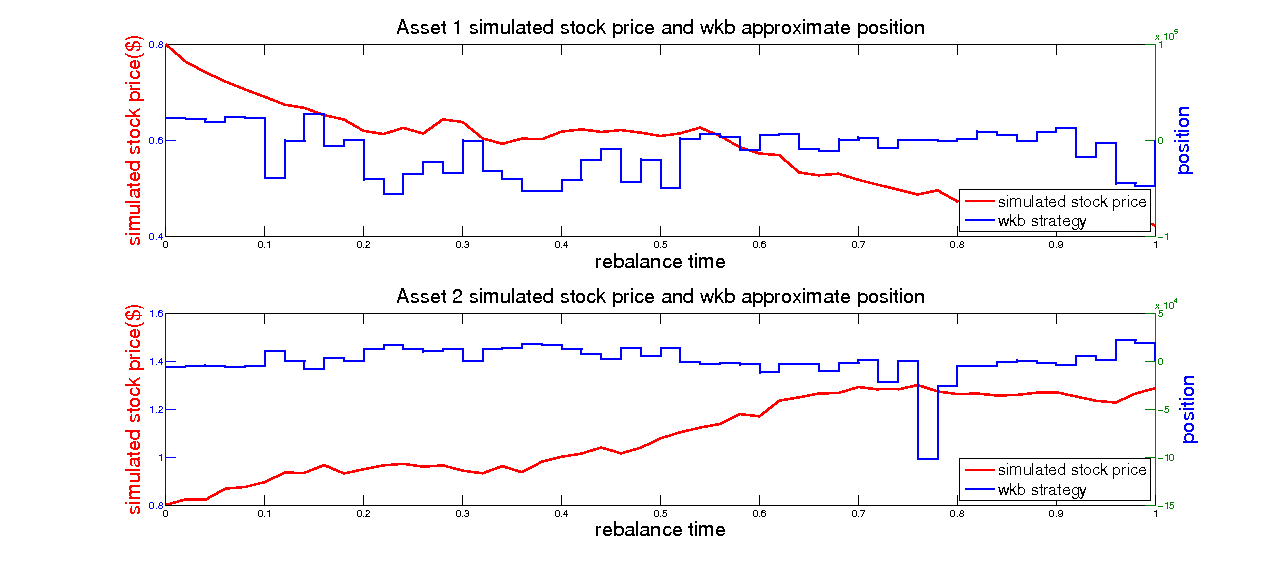 Asset 1 simulated stock price and wkb approximate position
x 10^5
0.8 1
simulated stock price($)
0.6 0
position
0.4 -1
simulated stock price
wkb strategy
0 0.1 0.2 0.3 0.4 0.5 0.6 0.7 0.8 0.9 1
rebalance time
Asset 2 simulated stock price and wkb approximate position
x 10^4
1.6 5
1.4 0
simulated stock price($)
1.2 -5
position
1 -10
0.8 -15
simulated stock price
wkb strategy
0 0.1 0.2 0.3 0.4 0.5 0.6 0.7 0.8 0.9 1
rebalance time